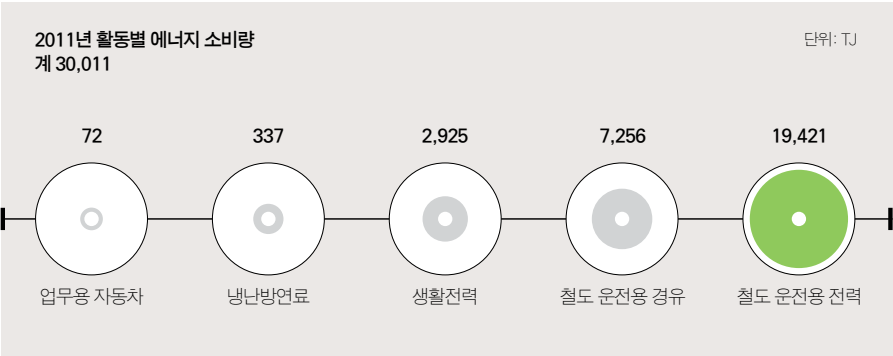 2011년 활동별 에너지 소비량
계 30,011
단위: TJ
72
337
2,925
7,256
19,421
업무용 자동차
냉난방연료
생활전력
철도 운전용 경유
철도 운전용 전력